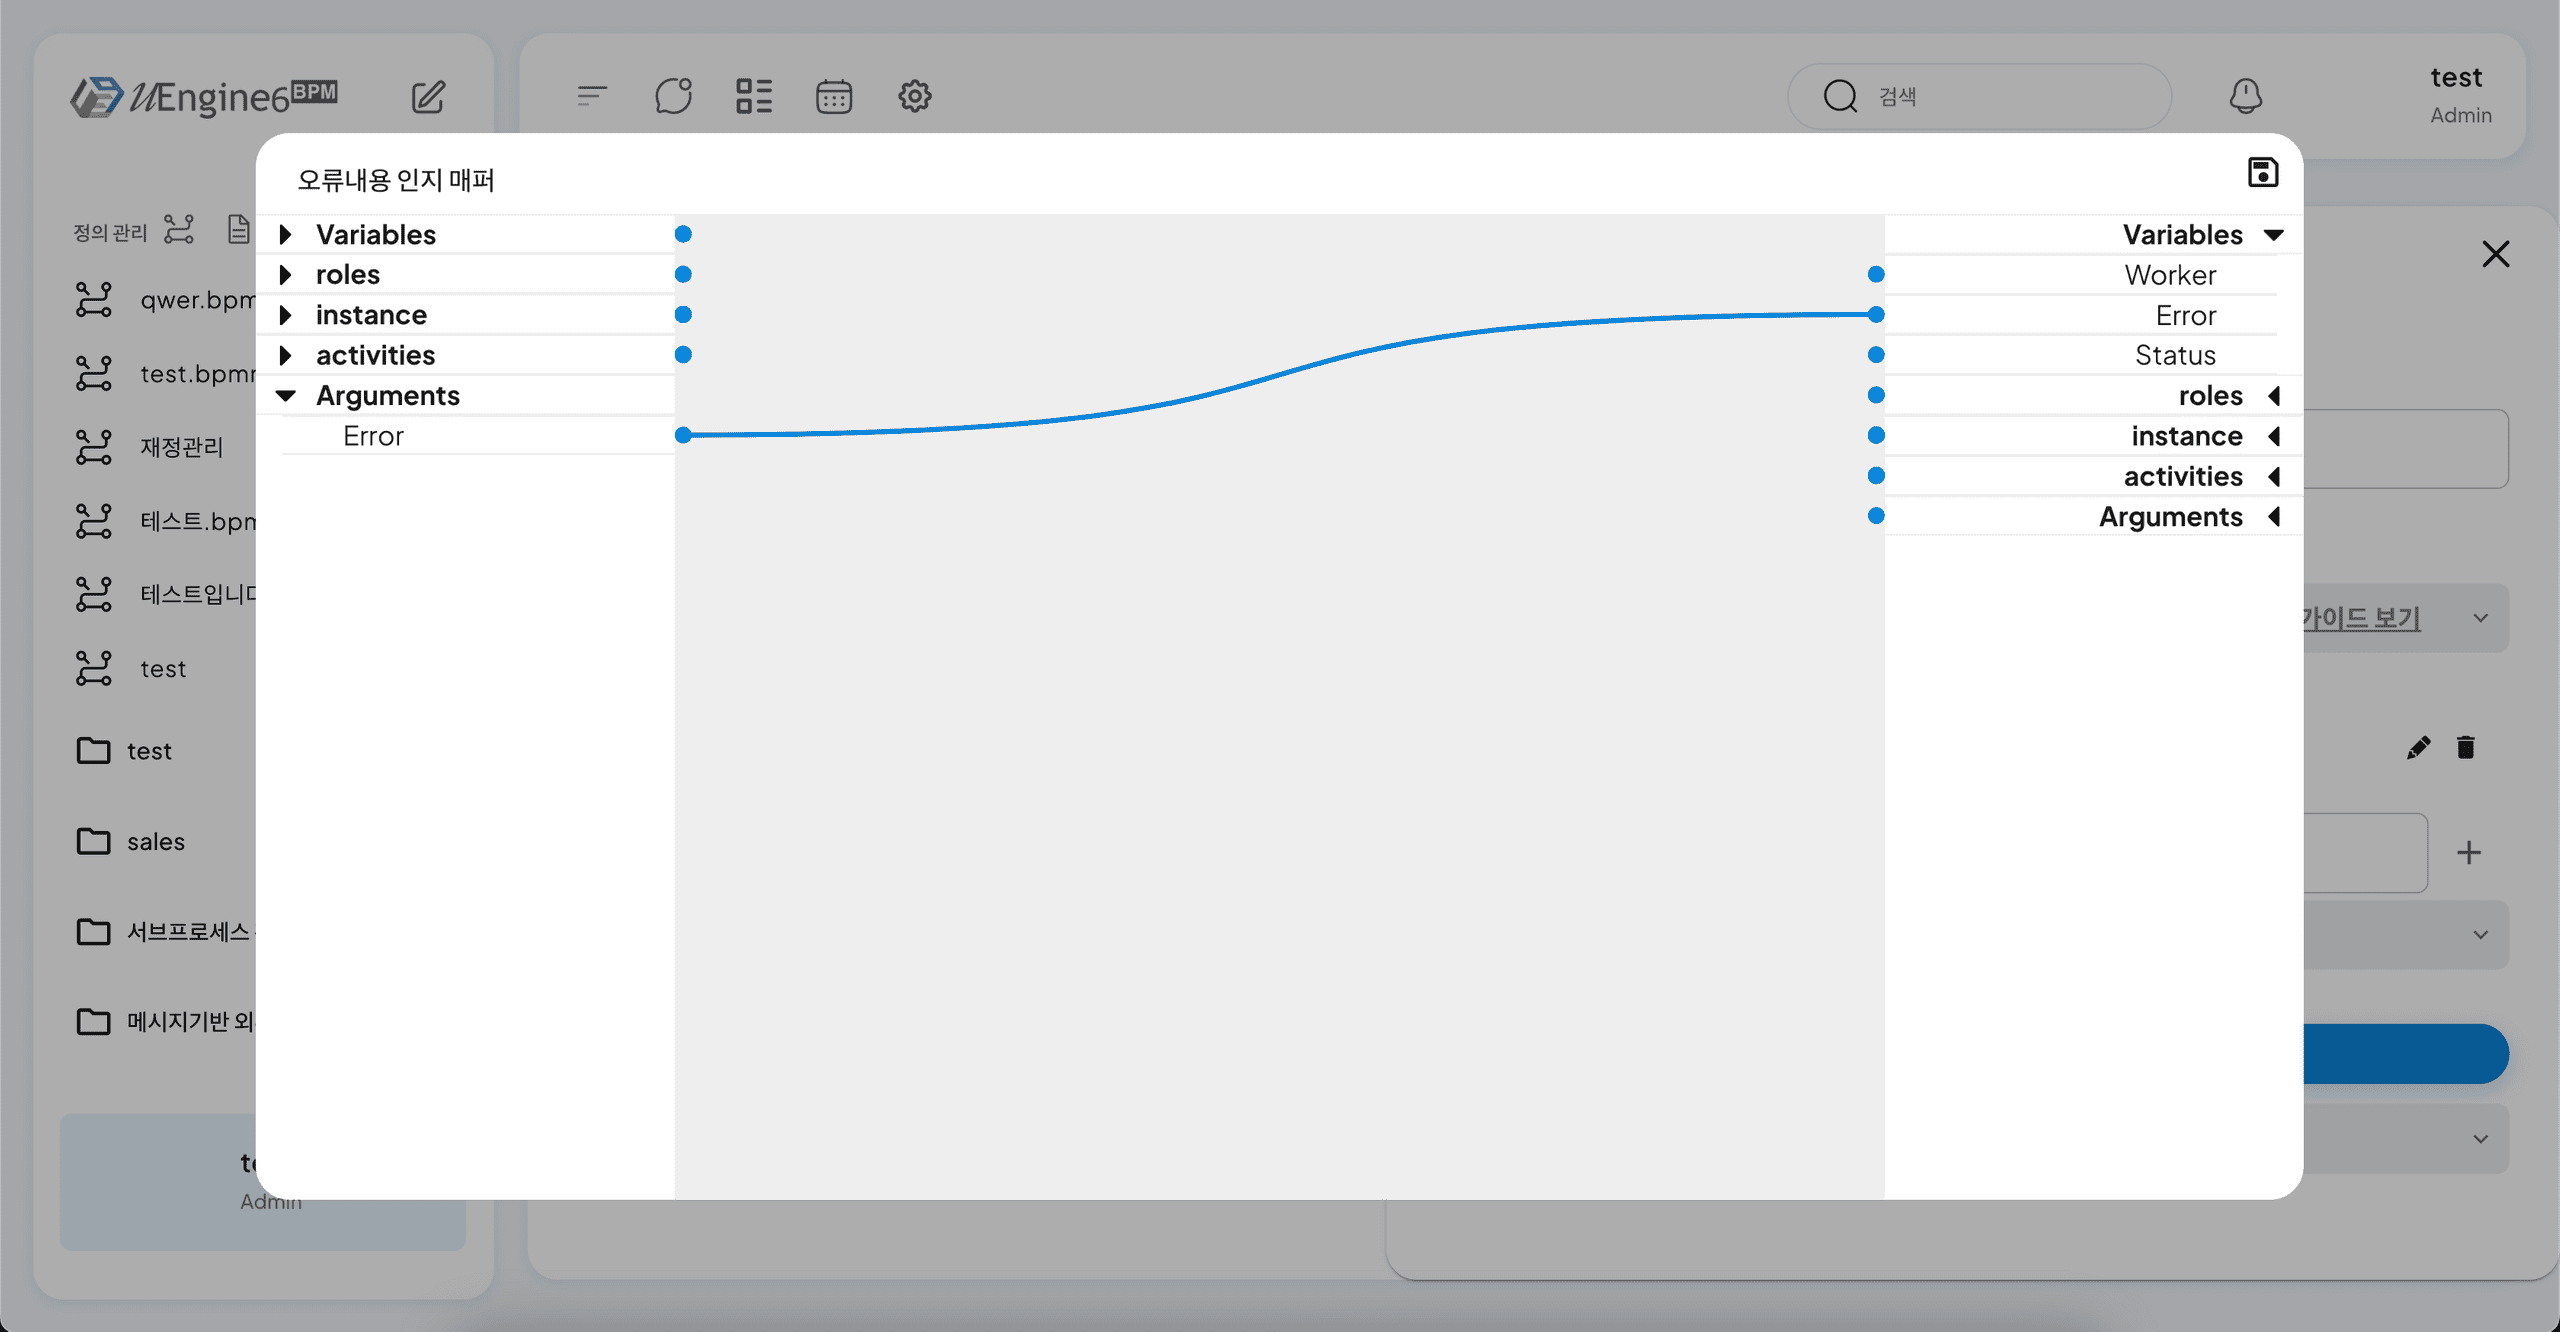 uEngine6 BPM
검색
test
Admin
정의 관리
qwer.bpm
test.bpm
재정관리
테스트.bpm
테스트입니다
test
test
sales
서브프로세스
메시지기반 외
te
Admin
오류내용 인지 매퍼
Variables
roles
instance
activities
Arguments
Error
Variables
Worker
Error
Status
roles
instance
activities
Arguments
가이드 보기